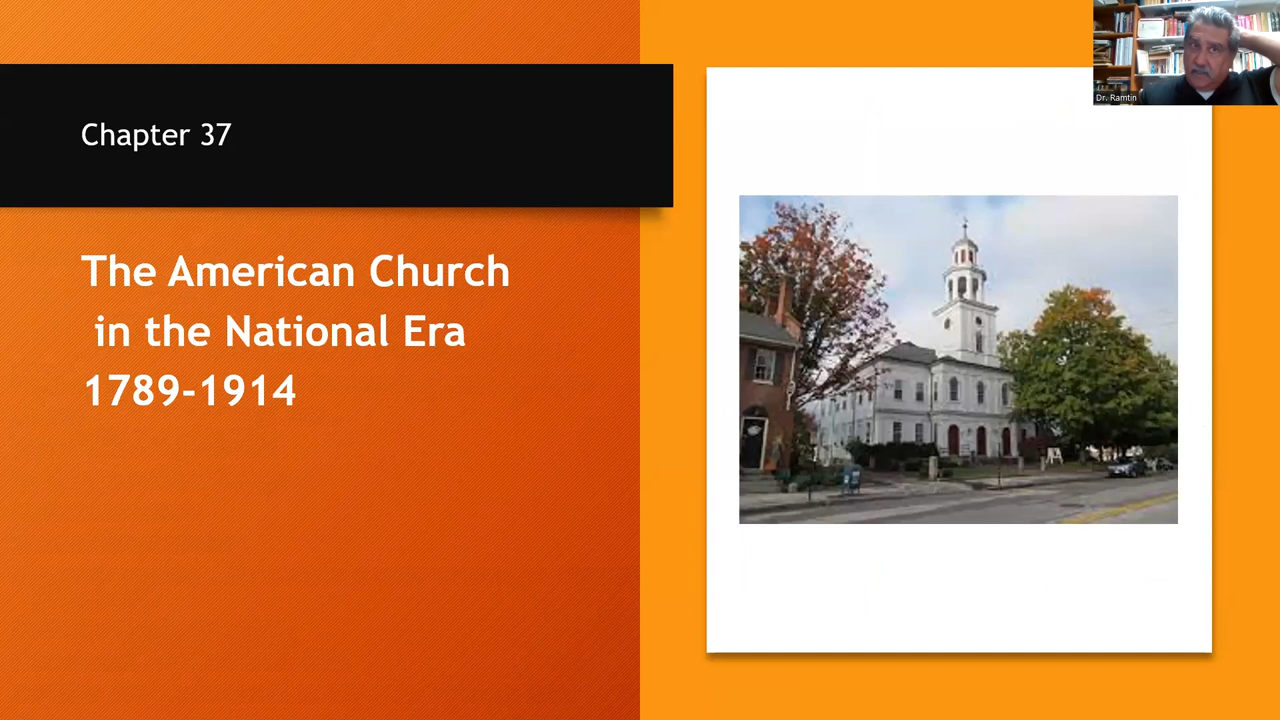 Chapter 37
The American Church
in the National Era
1789-1914
Dr. Ramtin